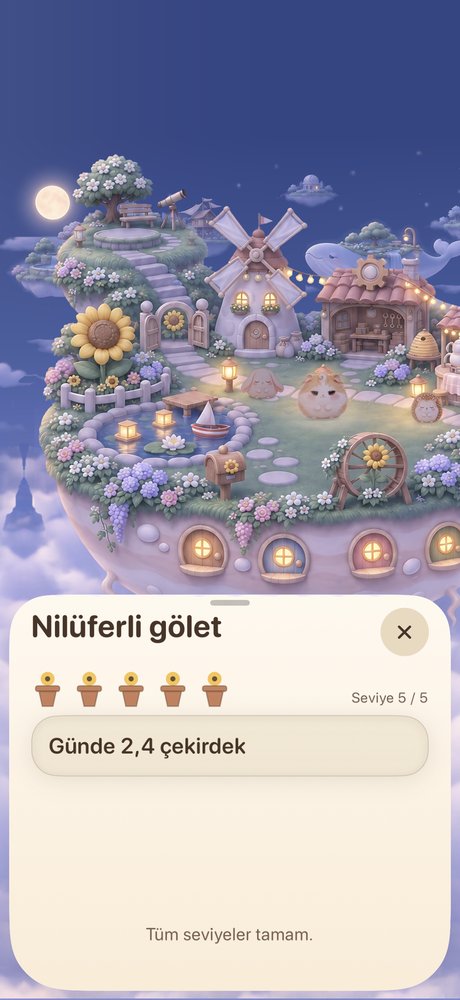 Nilüferli gölet
Seviye 5 / 5
Günde 2,4 çekirdek
Tüm seviyeler tamam.